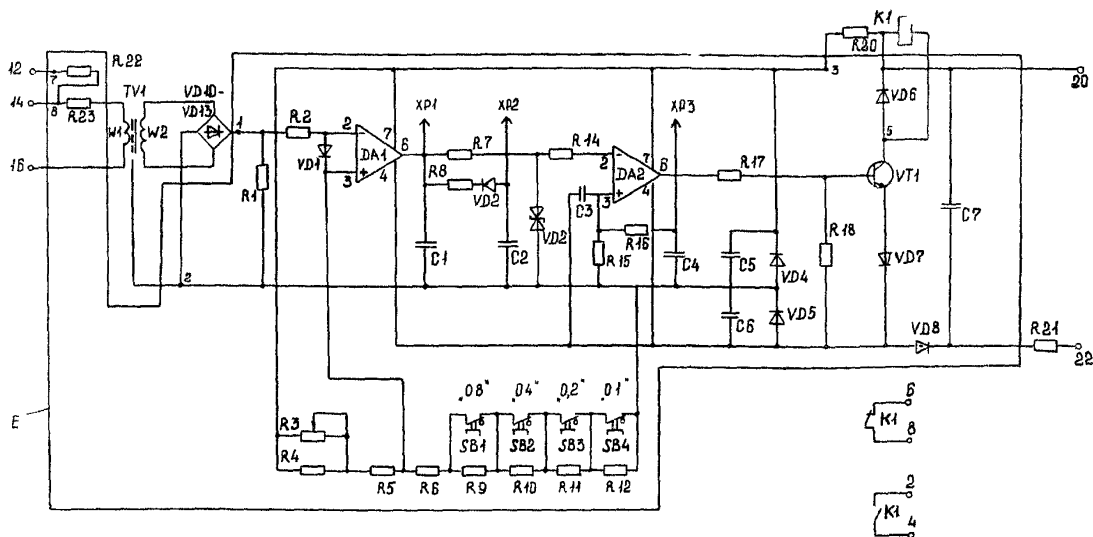 K1
R20
3
20
R22
12
7
14
8
R23
TV1
W1
W2
VD10-
VD13
1
2
R1
R2
VD1
2
3
7
4
6
DA1
XP1
R7
R8
VD2
XP2
C1
C2
VD2
R14
C3
2
3
7
4
6
DA2
XP3
R15
R16
C4
R17
C5
C6
VD4
VD5
R18
VD6
5
VT1
VD7
C7
VD8
R21
22
16
E
R3
R4
R5
R6
„08“
„04“
„0,2“
„01“
SB1
SB2
SB3
SB4
R9
R10
R11
R12
6
K1
8
2
K1
4